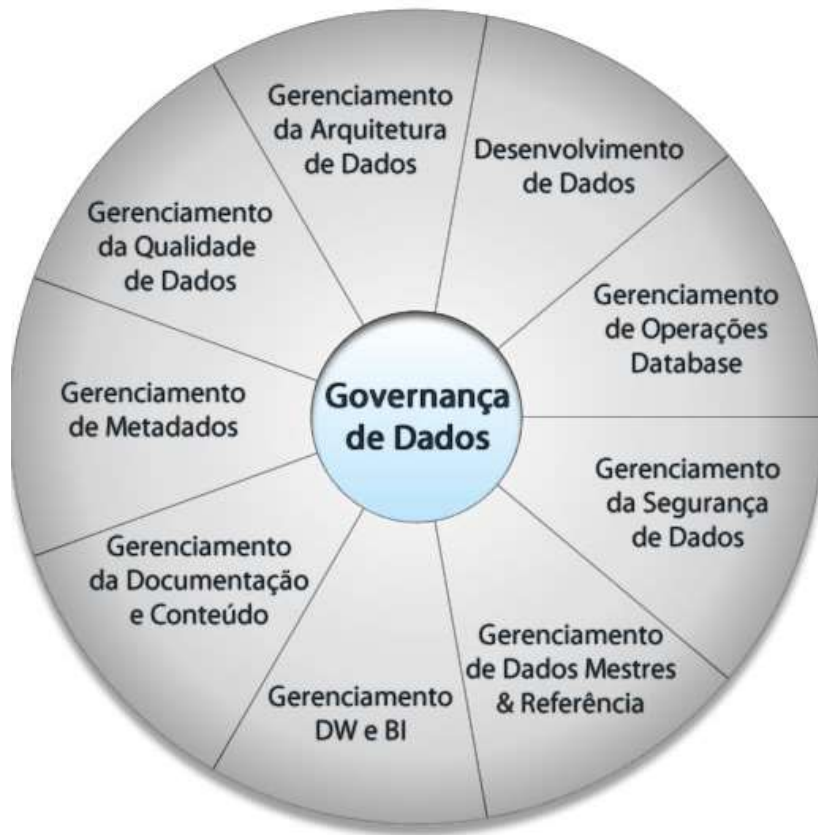 Gerenciamento
da Arquitetura
de Dados
Desenvolvimento
de Dados
Gerenciamento
de Operações
Database
Gerenciamento
da Segurança
de Dados
Gerenciamento
de Dados Mestres
& Referência
Gerenciamento
DW e BI
Gerenciamento
da Documentação
e Conteúdo
Gerenciamento
de Metadados
Gerenciamento
da Qualidade
de Dados
Governança
de Dados